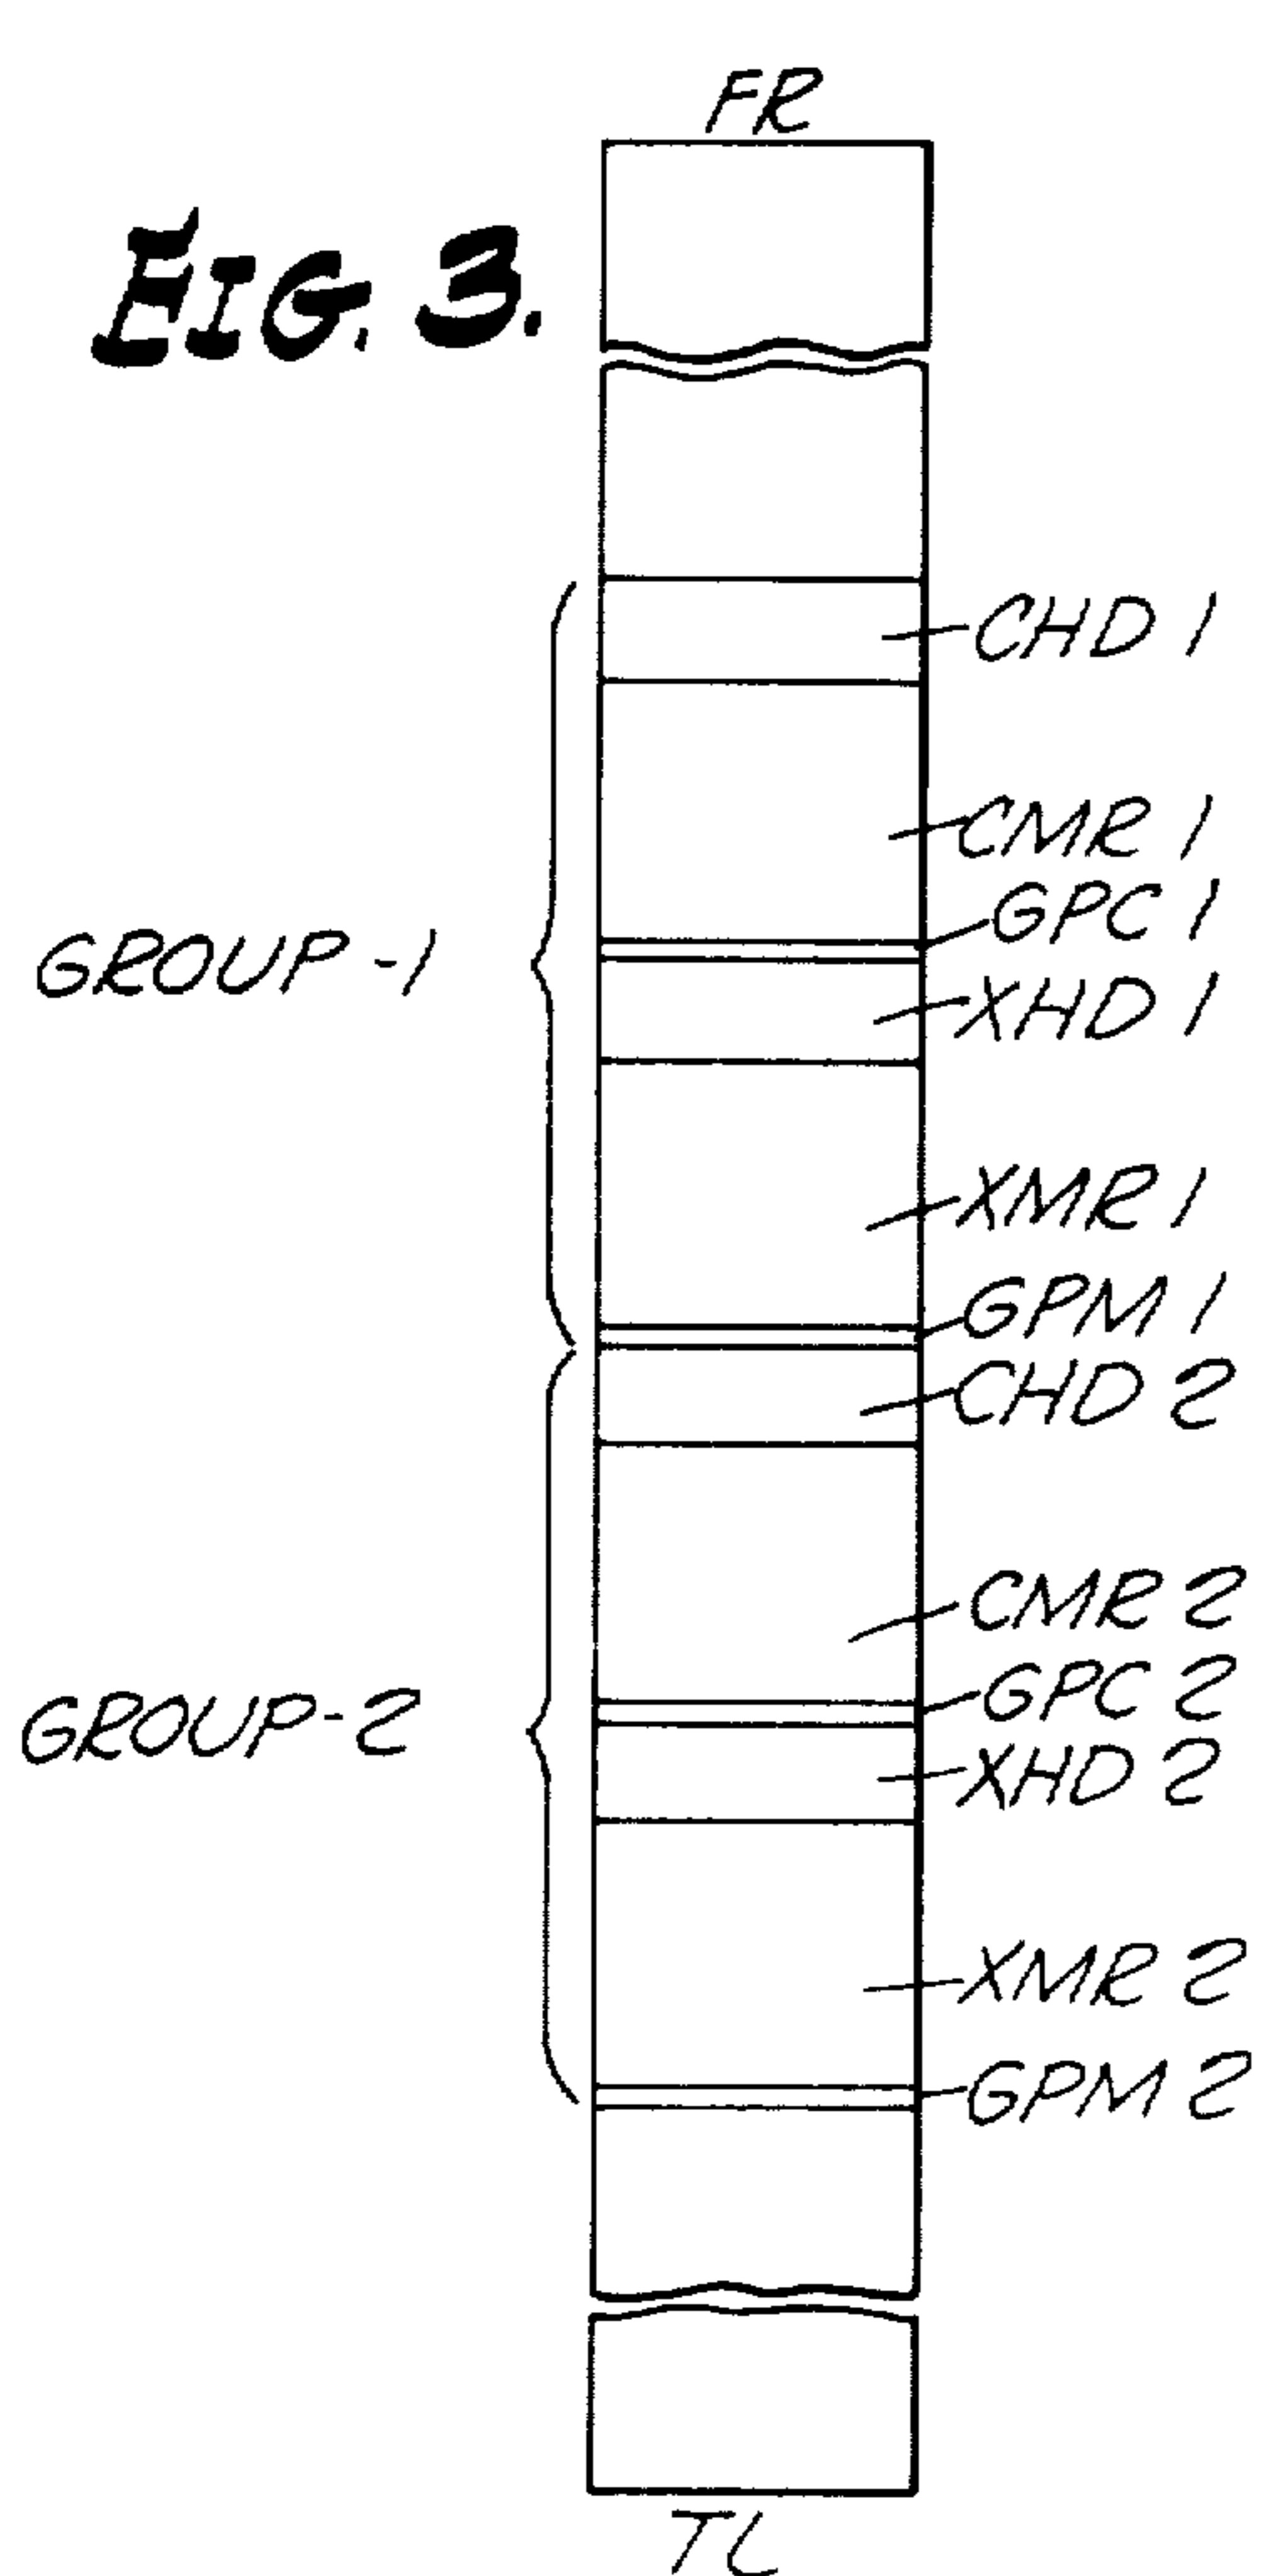 FR
FIG. 3.
CHD 1
CMR 1
GPC 1
GROUP-1
XHD 1
XMR 1
GPM 1
CHD 2
CMR 2
GPC 2
GROUP-2
XHD 2
XMR 2
GPM 2
TL